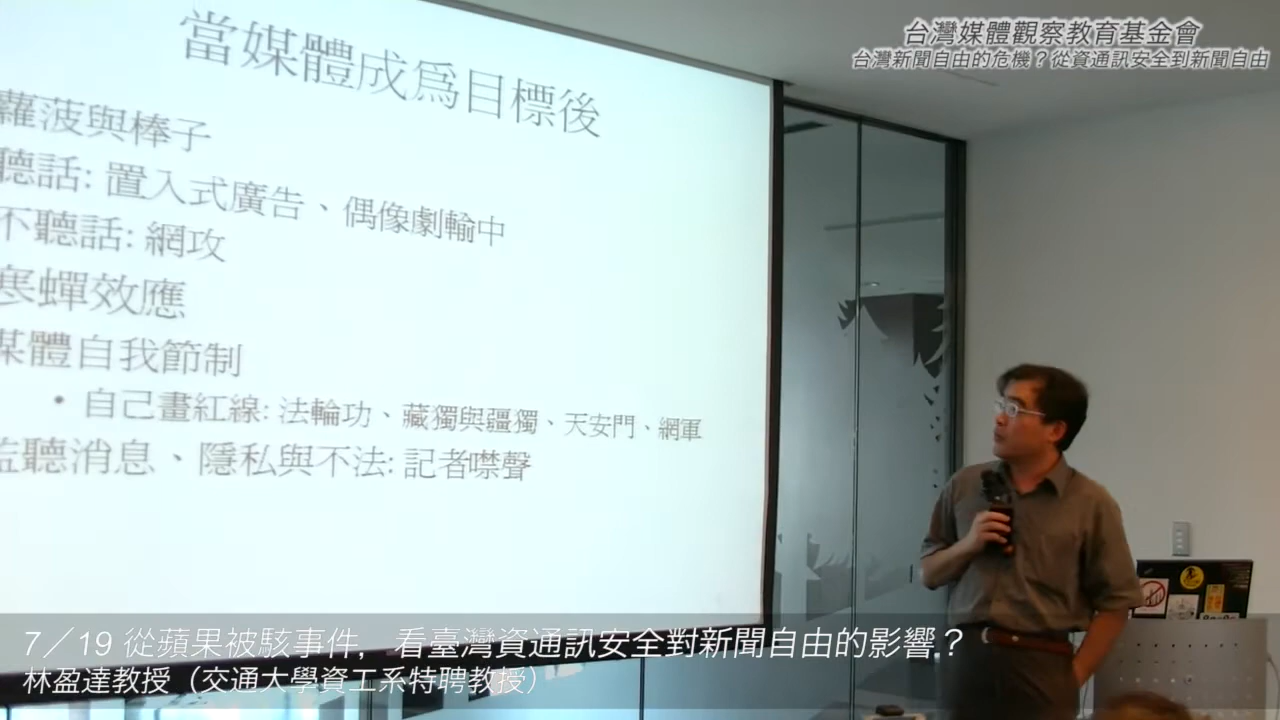 台灣媒體觀察教育基金會
台灣新聞自由的危機？從資通訊安全到新聞自由
當媒體成為目標後
蘿菠與棒子
聽話: 置入式廣告、偶像劇輸中
不聽話: 網攻
寒蟬效應
媒體自我節制
• 自己畫紅線: 法輪功、藏獨與疆獨、天安門、網軍
監聽消息、隱私與不法: 記者噤聲
7／19 從蘋果被駭事件，看臺灣資通訊安全對新聞自由的影響？
林盈達教授（交通大學資工系特聘教授）